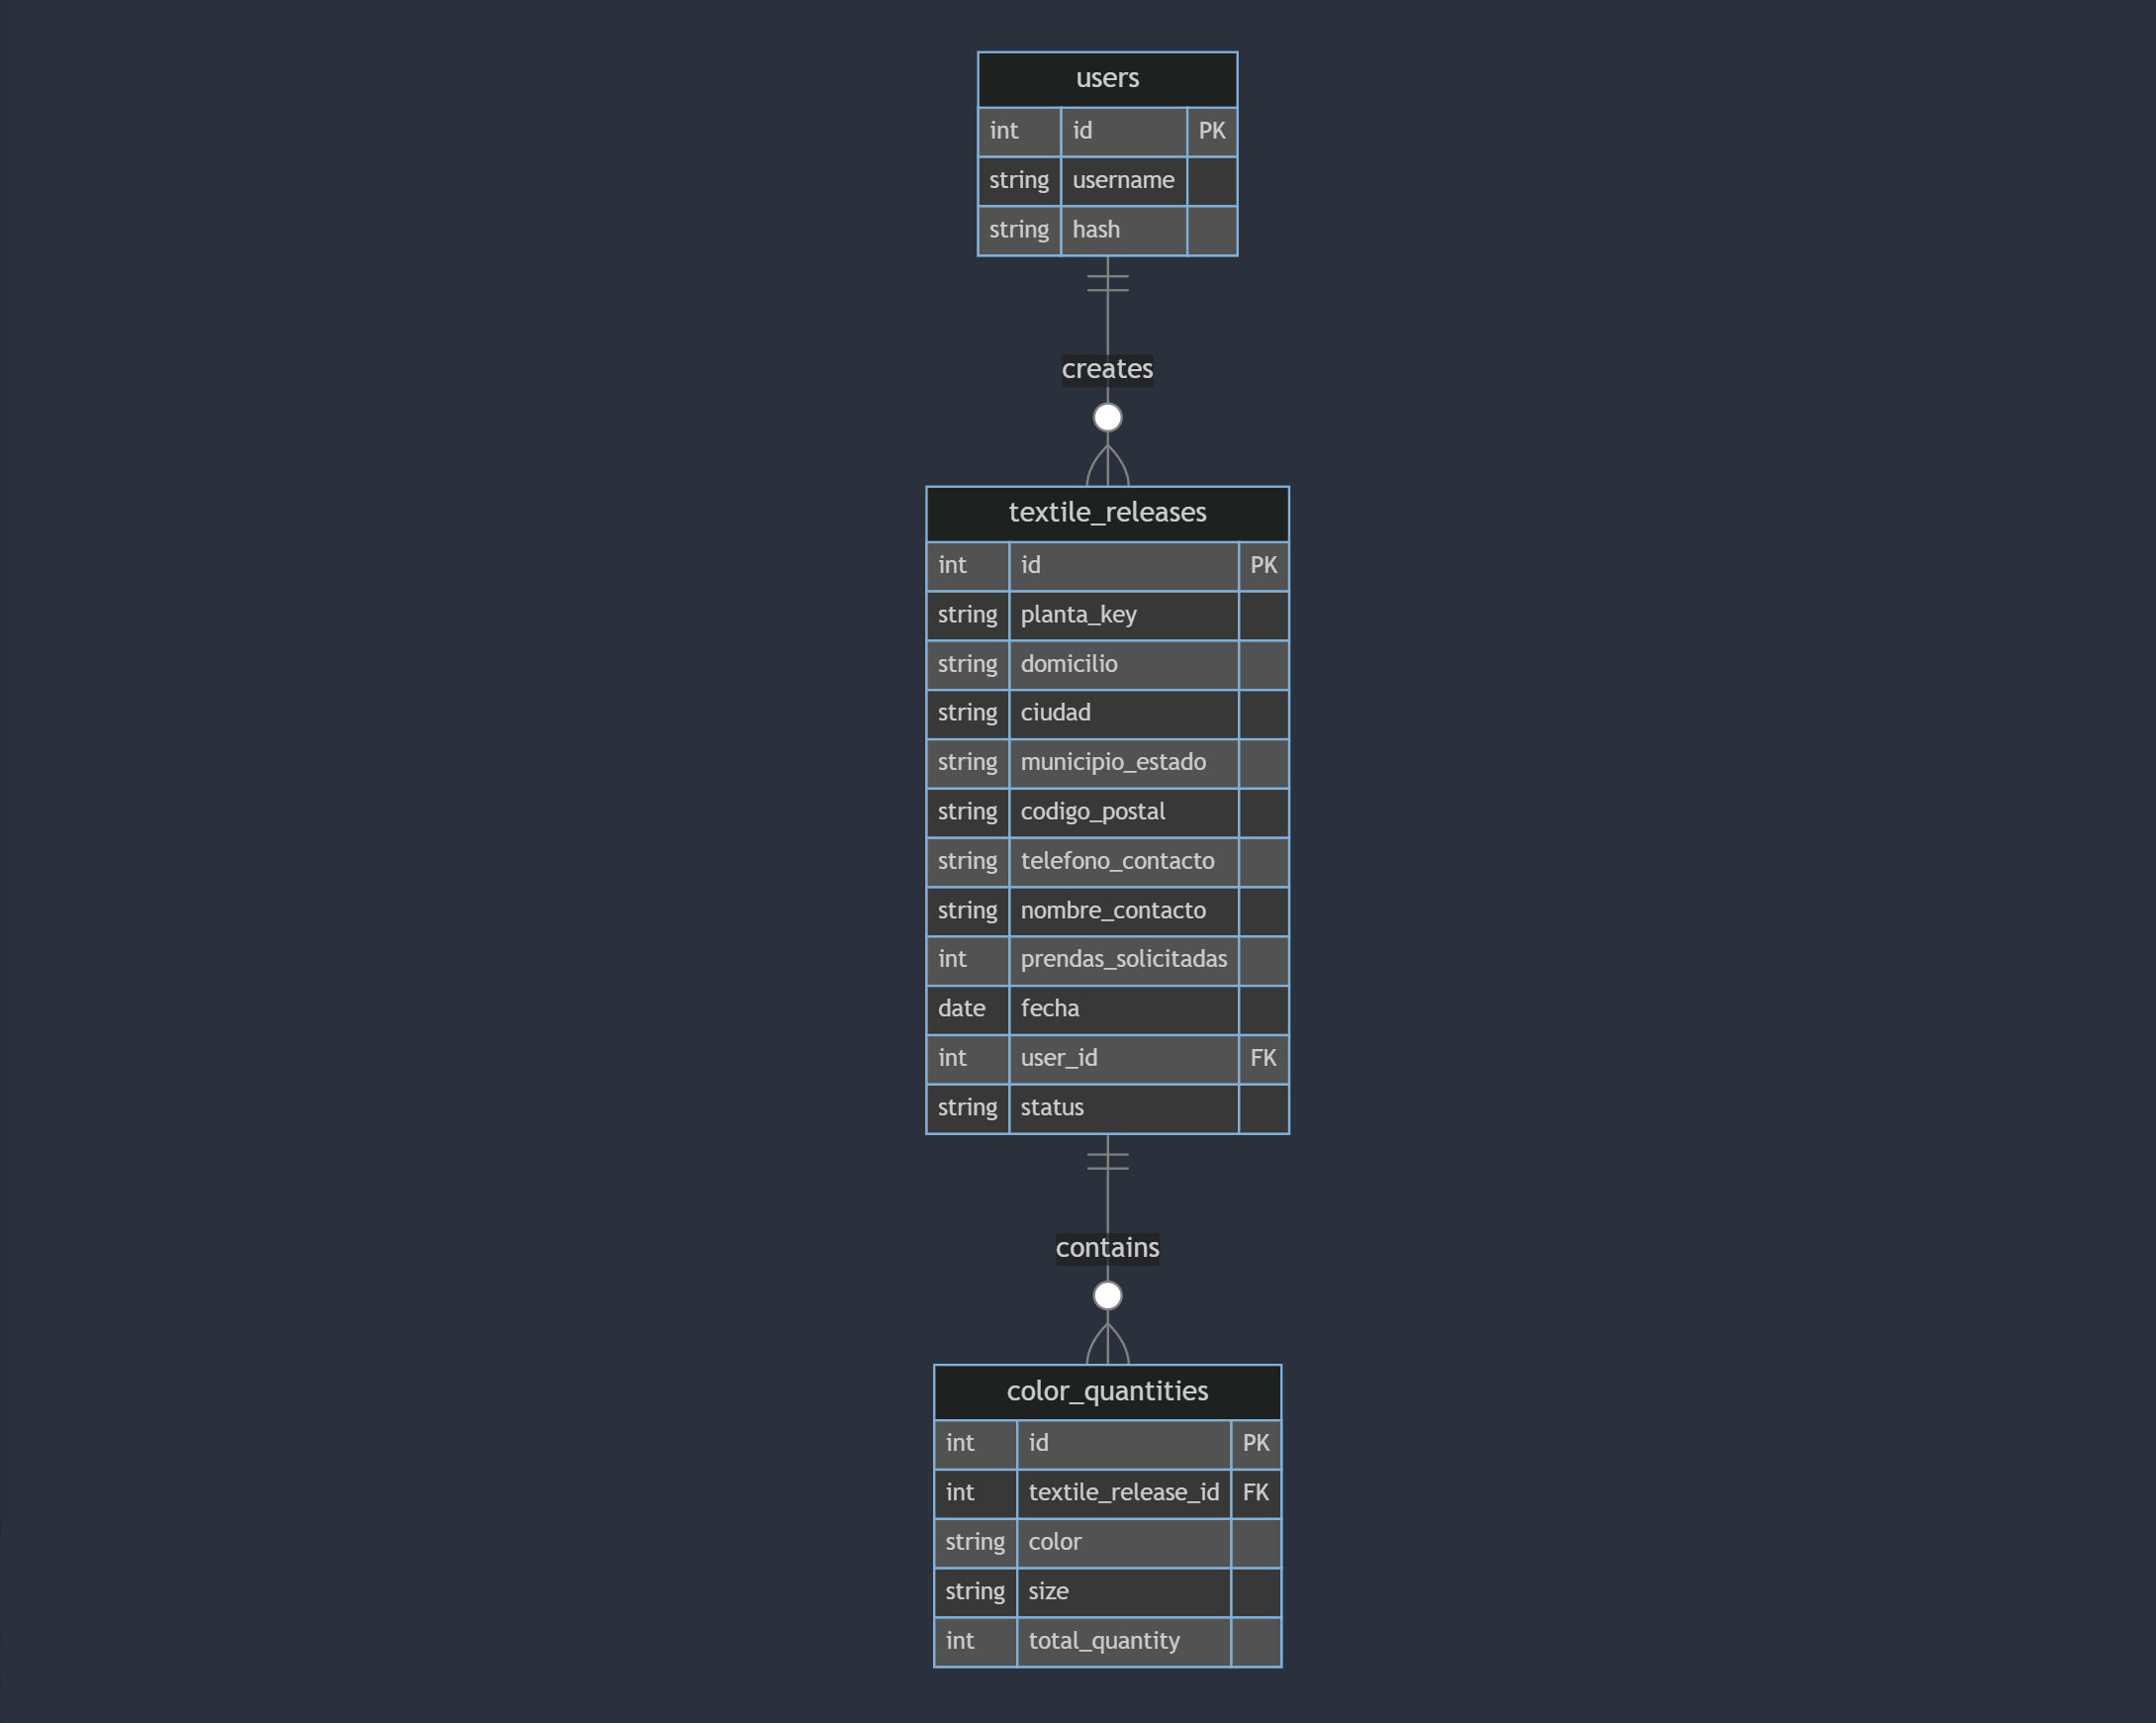 users
int id PK
string username
string hash
creates
textile_releases
int id PK
string planta_key
string domicilio
string ciudad
string municipio_estado
string codigo_postal
string telefono_contacto
string nombre_contacto
int prendas_solicitadas
date fecha
int user_id FK
string status
contains
color_quantities
int id PK
int textile_release_id FK
string color
string size
int total_quantity